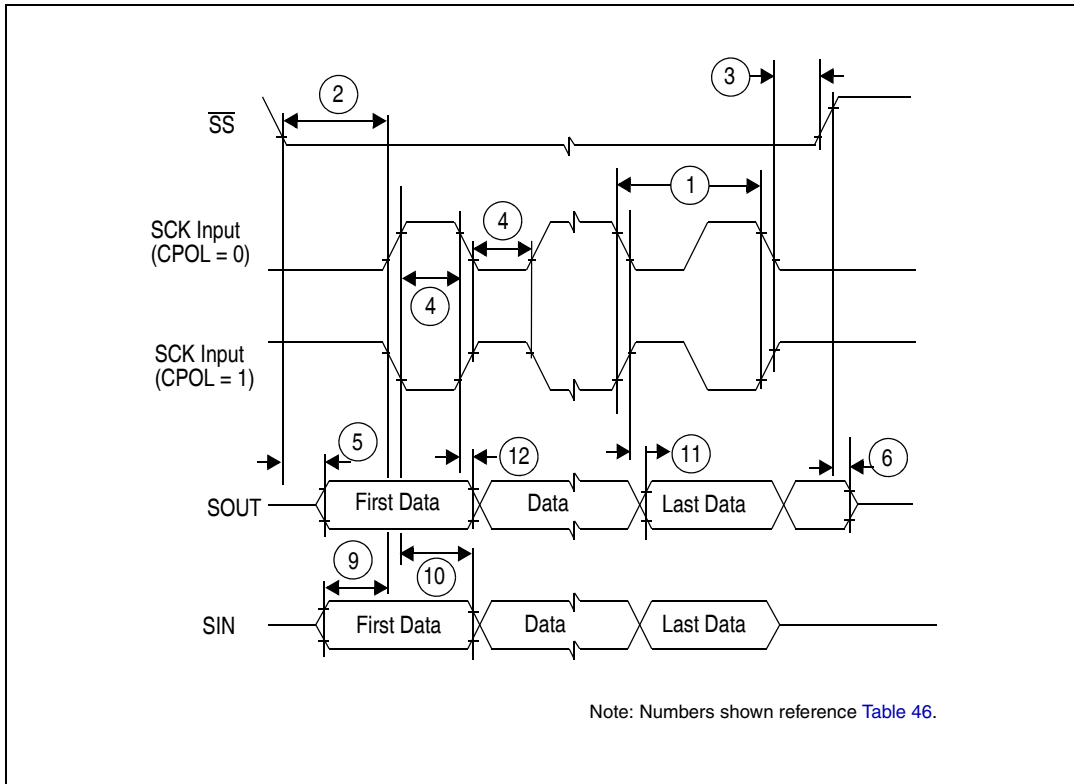 3
2
SS
1
SCK Input
(CPOL = 0)
4
4
SCK Input
(CPOL = 1)
5
12
11
6
SOUT
First Data
Data
Last Data
9
10
SIN
First Data
Data
Last Data
Note: Numbers shown reference Table 46.